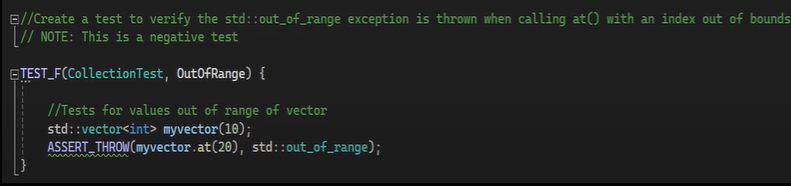 //Create a test to verify the std::out_of_range exception is thrown when calling at() with an index out of bounds
// NOTE: This is a negative test
TEST_F(CollectionTest, OutOfRange) {
//Tests for values out of range of vector
std::vector<int> myvector(10);
ASSERT_THROW(myvector.at(20), std::out_of_range);
}